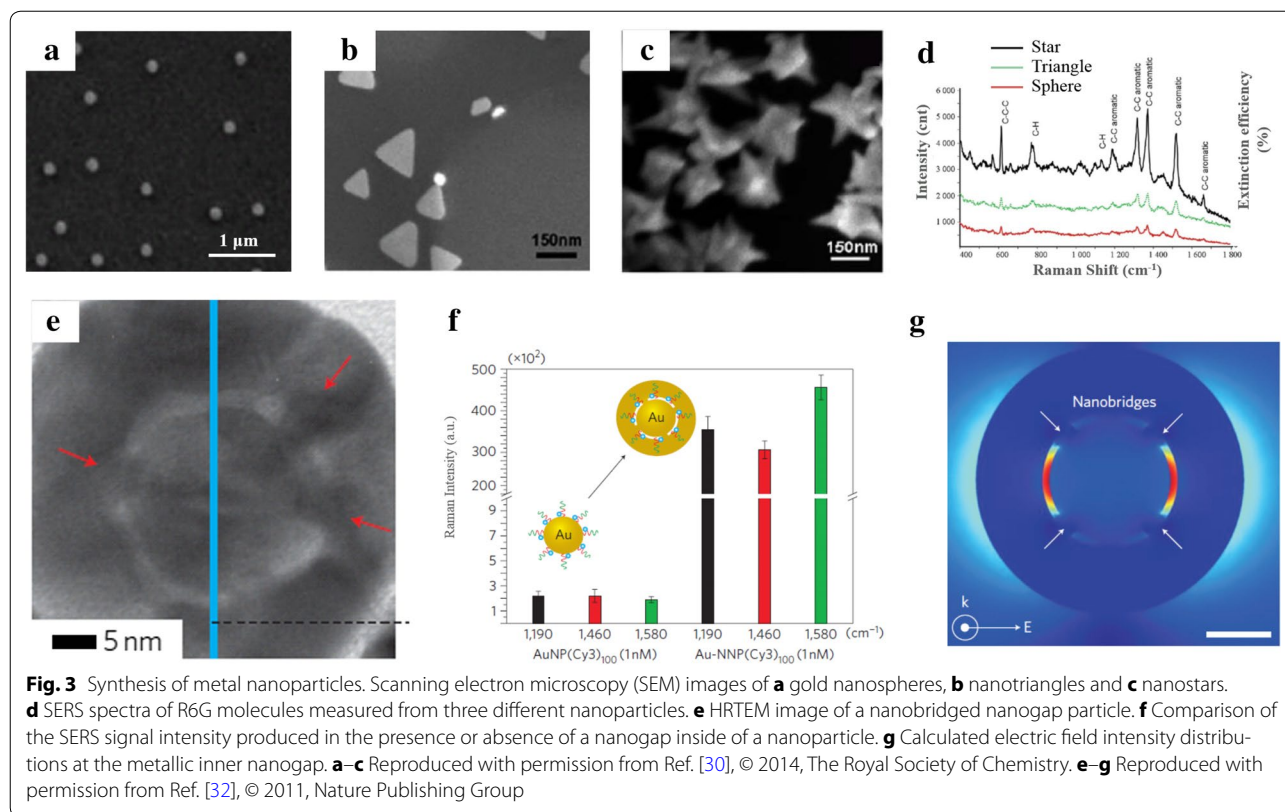 a
1 µm
b
150nm
c
150nm
d
Star
Triangle
Sphere
C-C-C
C-H
C-H
C-C aromatic
C-C aromatic
C-C aromatic
C-C aromatic
C-C aromatic
Intensity (cnt)
6 000
5 000
4 000
3 000
2 000
1 000
Extinction efficiency
(%)
400 600 800 1 000 1 200 1 400 1 600 1 800
Raman Shift (cm-1)
e
5 nm
f
(×10²)
Raman Intensity (a.u.)
500
400
300
200
9
7
5
3
1
Au
Au
1,190 1,460 1,580 1,190 1,460 1,580 (cm⁻¹)
AuNP(Cy3)₁₀₀ (1nM) Au-NNP(Cy3)₁₀₀ (1nM)
g
Nanobridges
k
E
Fig. 3 Synthesis of metal nanoparticles. Scanning electron microscopy (SEM) images of a gold nanospheres, b nanotriangles and c nanostars.
d SERS spectra of R6G molecules measured from three different nanoparticles. e HRTEM image of a nanobridged nanogap particle. f Comparison of
the SERS signal intensity produced in the presence or absence of a nanogap inside of a nanoparticle. g Calculated electric field intensity distribu-
tions at the metallic inner nanogap. a–c Reproduced with permission from Ref. [30], © 2014, The Royal Society of Chemistry. e–g Reproduced with
permission from Ref. [32], © 2011, Nature Publishing Group